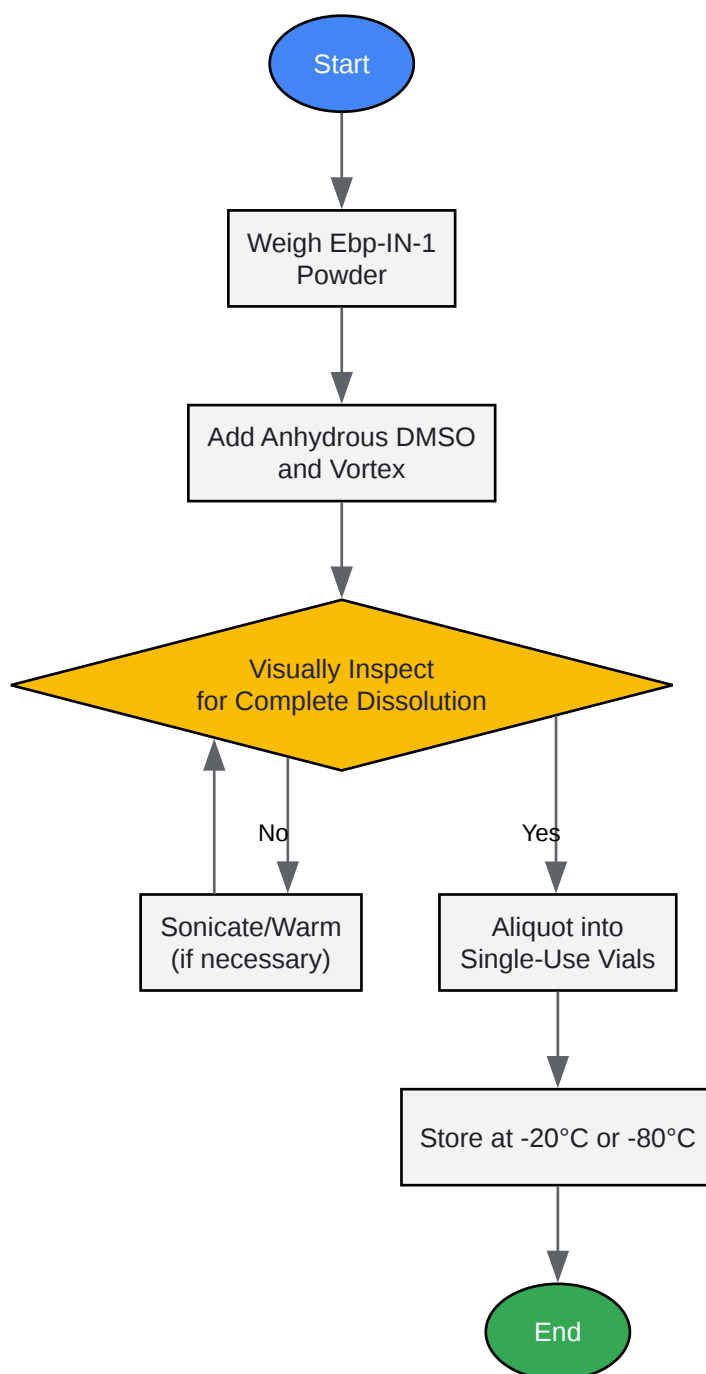 Start
Weigh Ebp-IN-1
Powder
Add Anhydrous DMSO
and Vortex
Visually Inspect
for Complete Dissolution
No
Yes
Sonicate/Warm
(if necessary)
Aliquot into
Single-Use Vials
Store at -20°C or -80°C
End